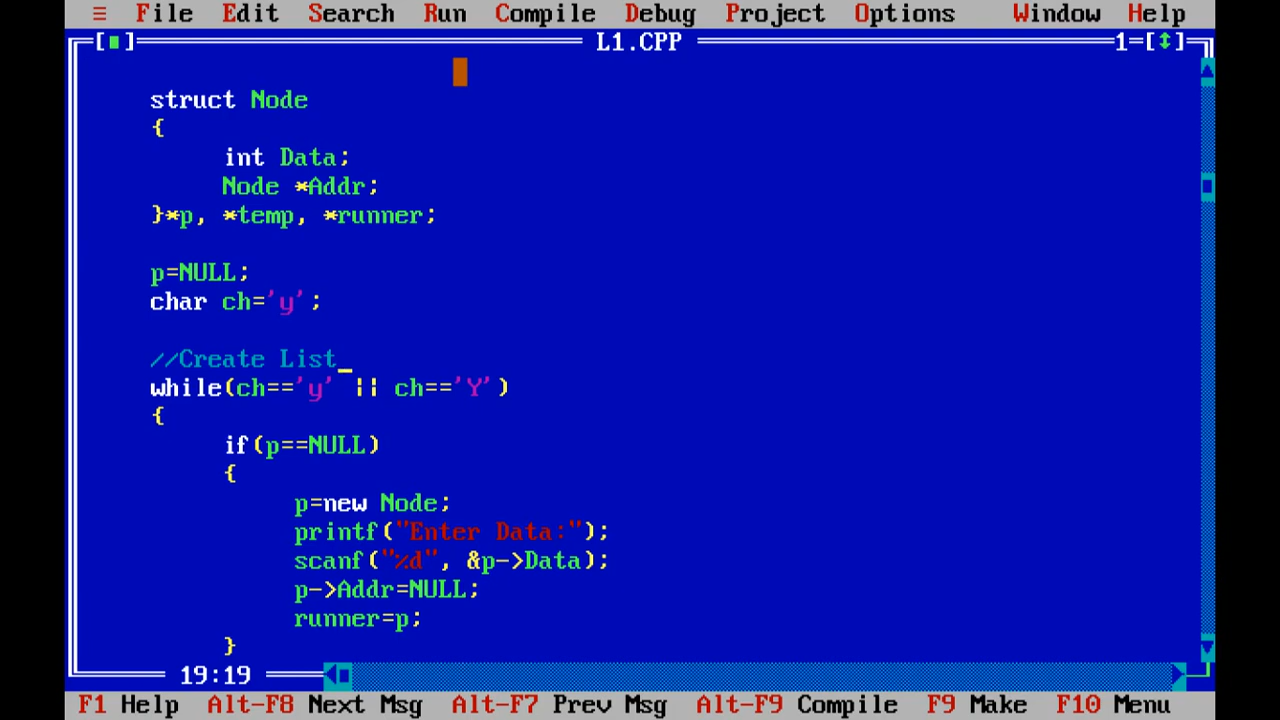 ≡ File Edit Search Run Compile Debug Project Options Window Help
[■] L1.CPP 1=[↕]
struct Node
{
int Data;
Node *Addr;
}*p, *temp, *runner;
p=NULL;
char ch='y';
//Create List_
while(ch=='y' || ch=='Y')
{
if(p==NULL)
{
p=new Node;
printf("Enter Data:");
scanf("%d", &p->Data);
p->Addr=NULL;
runner=p;
}
19:19
F1 Help Alt-F8 Next Msg Alt-F7 Prev Msg Alt-F9 Compile F9 Make F10 Menu